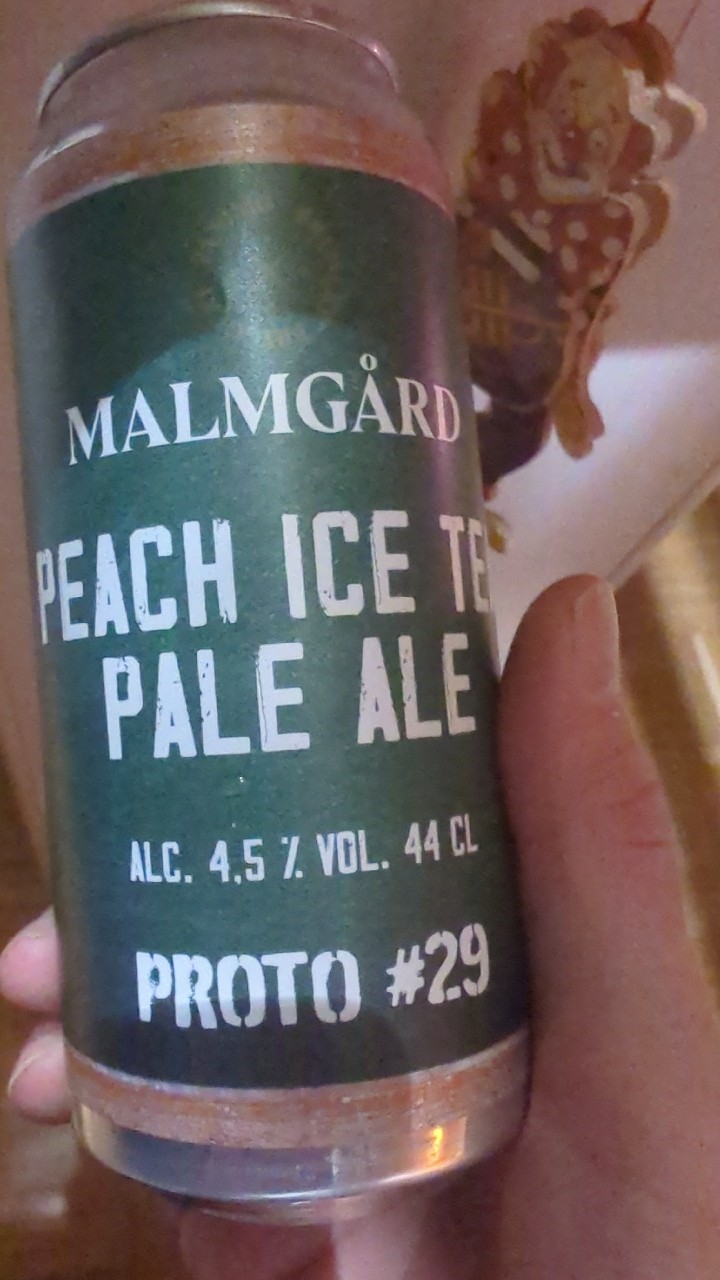 MALMGÅRD
PEACH ICE TE
PALE ALE
ALC. 4,5 % VOL. 44 CL
PROTO #29